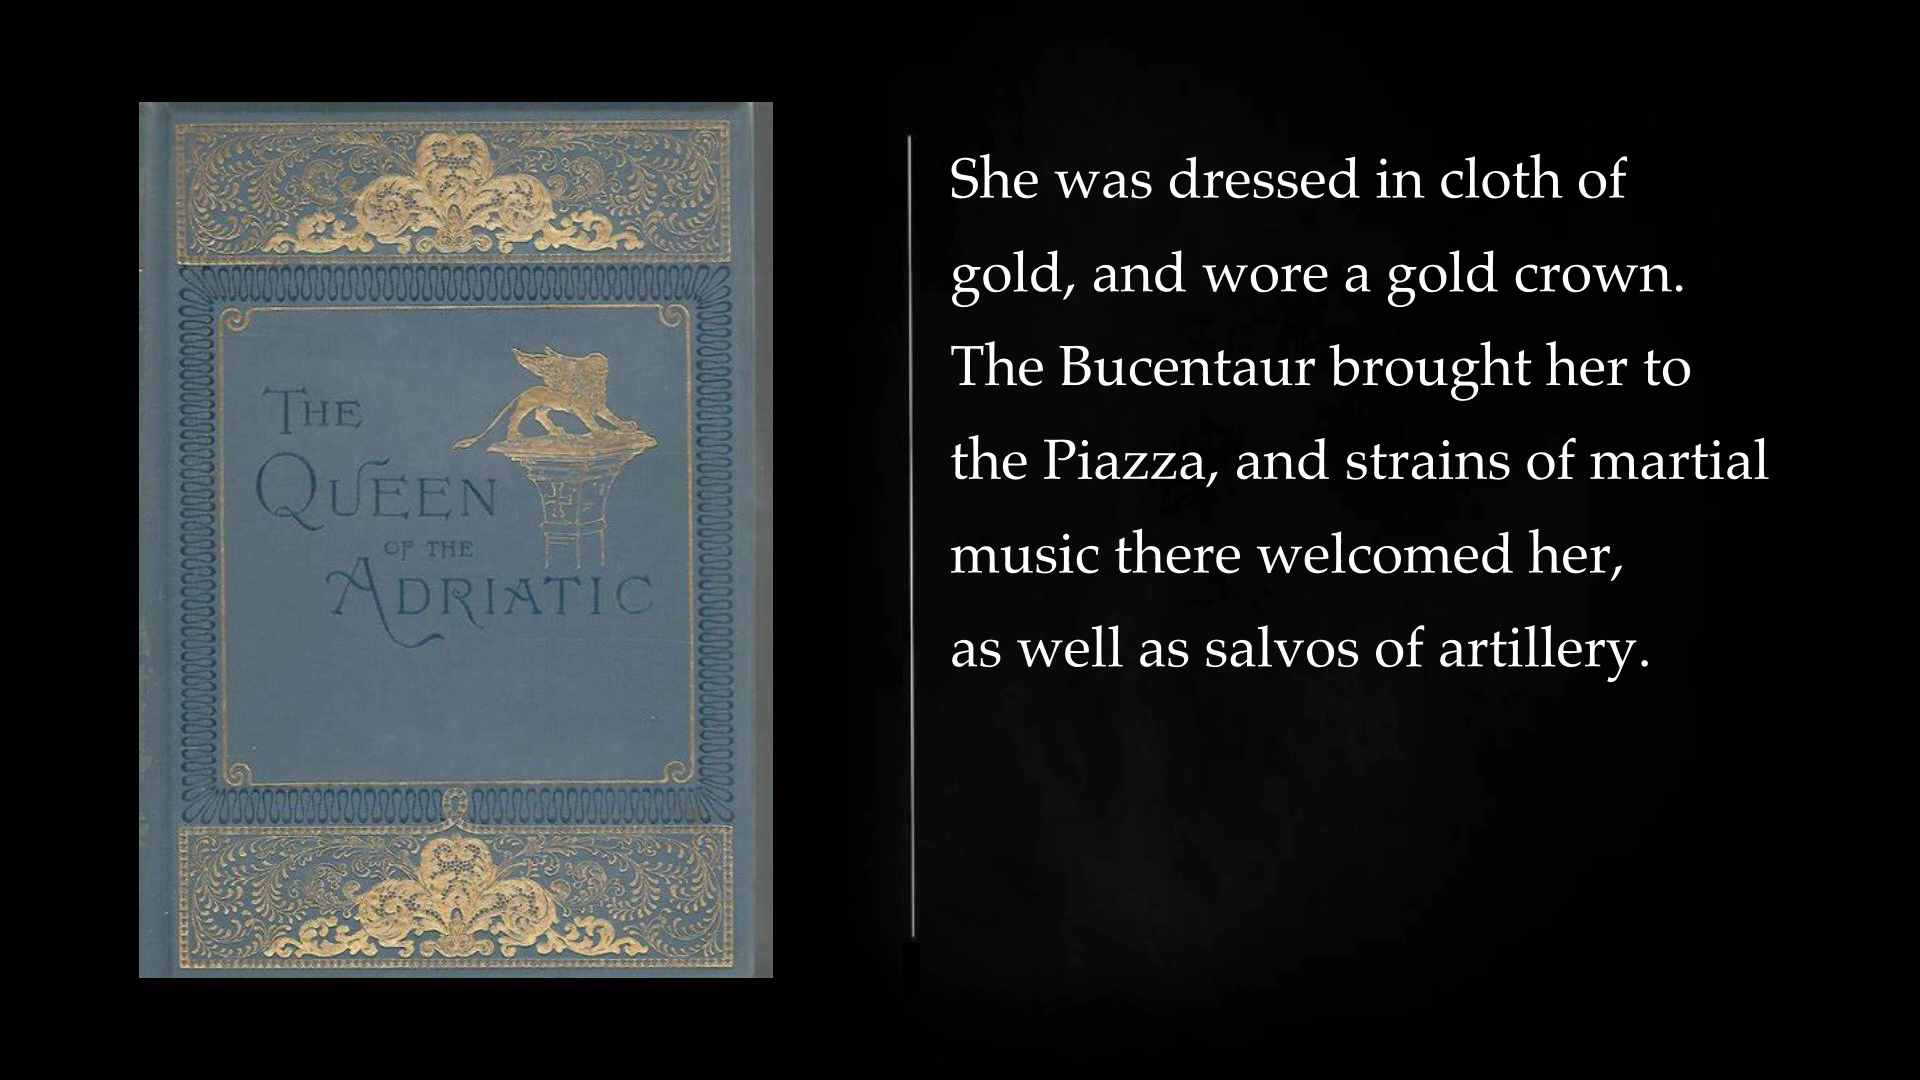 THE
QUEEN
OF THE
ADRIATIC
She was dressed in cloth of
gold, and wore a gold crown.
The Bucentaur brought her to
the Piazza, and strains of martial
music there welcomed her,
as well as salvos of artillery.